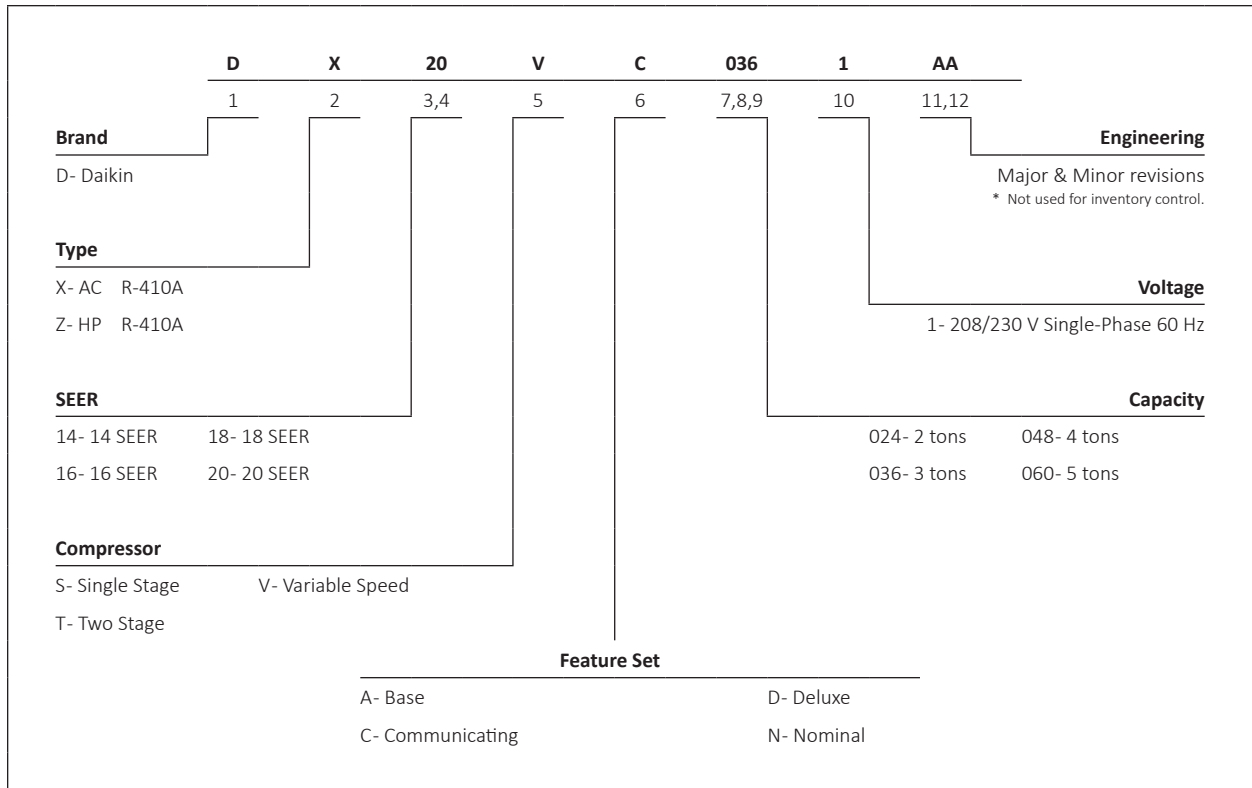 D X 20 V C 036 1 AA
1 2 3,4 5 6 7,8,9 10 11,12
Brand
D- Daikin
Engineering
Major & Minor revisions
* Not used for inventory control.
Type
X- AC R-410A
Z- HP R-410A
Voltage
1- 208/230 V Single-Phase 60 Hz
SEER
14- 14 SEER 18- 18 SEER
16- 16 SEER 20- 20 SEER
Capacity
024- 2 tons 048- 4 tons
036- 3 tons 060- 5 tons
Compressor
S- Single Stage V- Variable Speed
T- Two Stage
Feature Set
A- Base D- Deluxe
C- Communicating N- Nominal